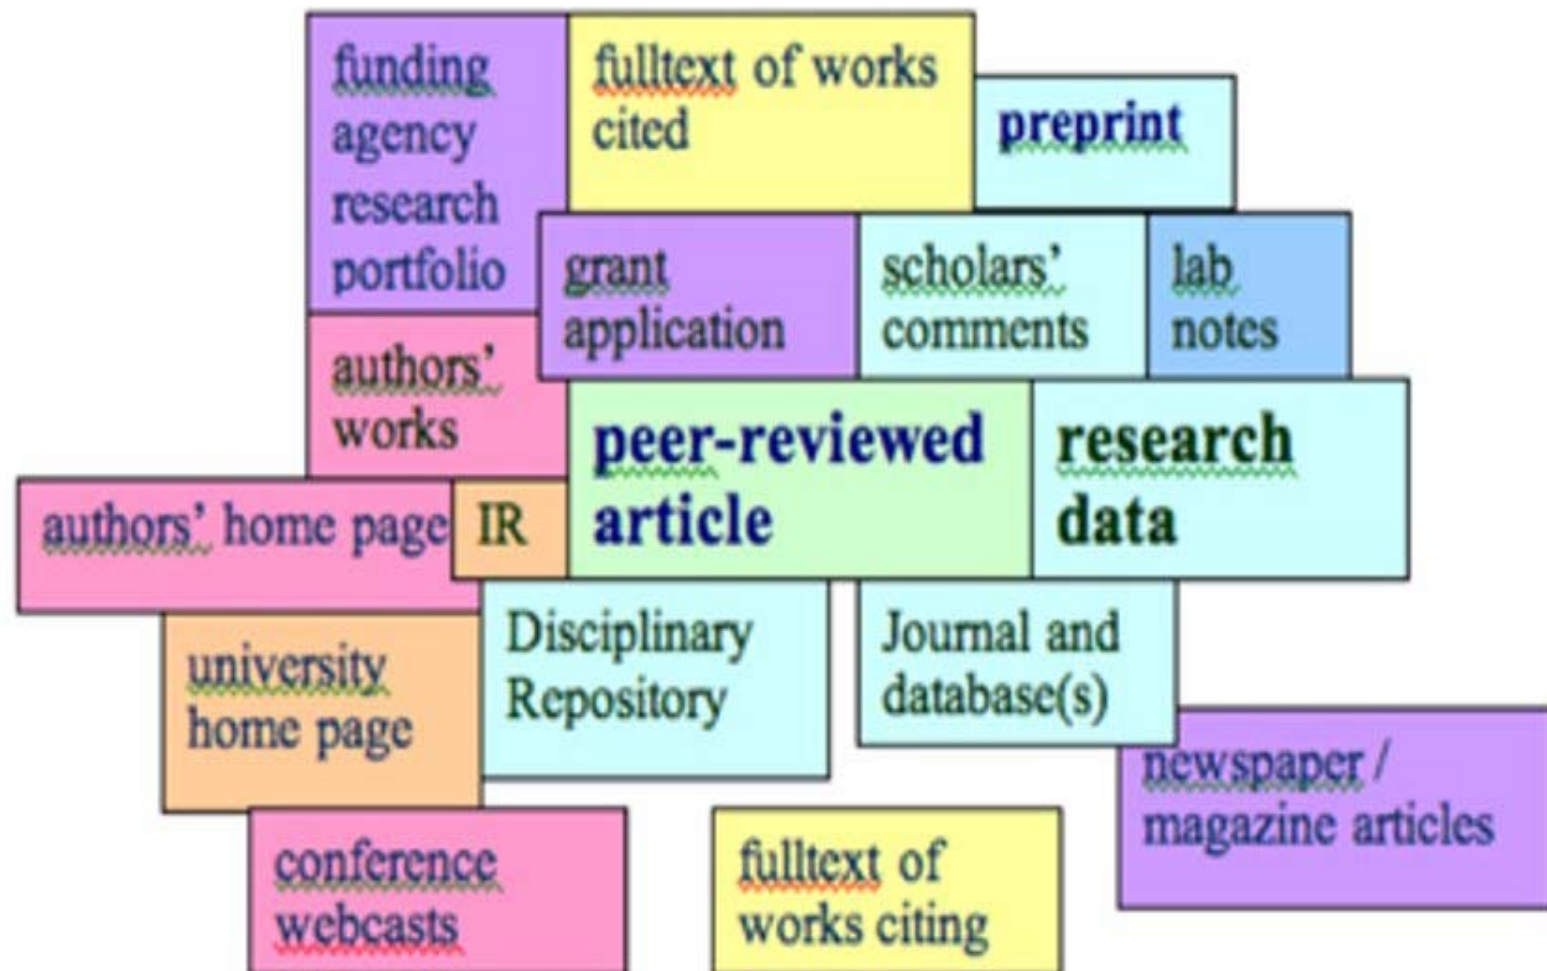 funding
agency
research
portfolio
fulltext of works
cited
preprint
grant
application
scholars’
comments
lab
notes
authors’
works
peer-reviewed
article
research
data
authors’ home page
IR
university
home page
Disciplinary
Repository
Journal and
database(s)
newspaper /
magazine articles
conference
webcasts
fulltext of
works citing